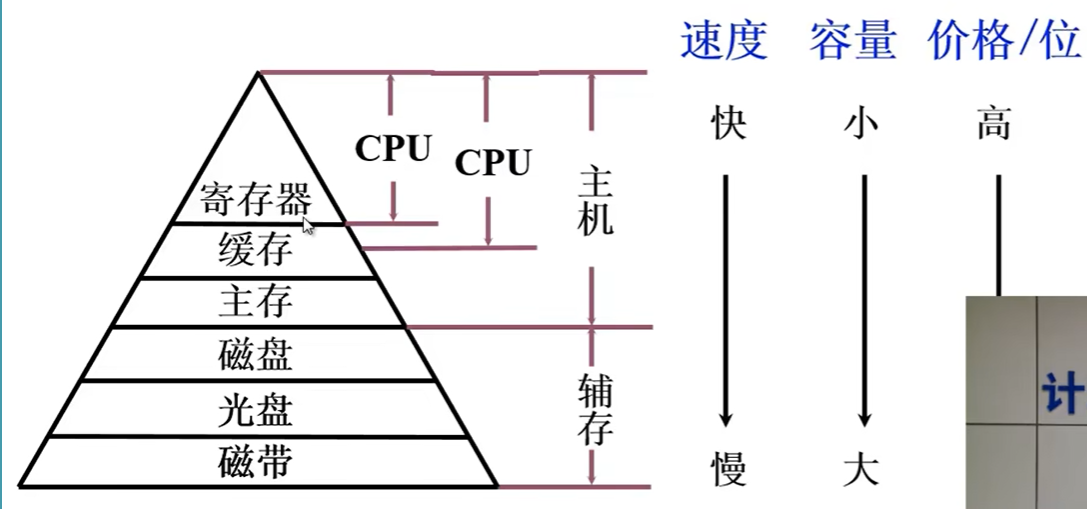 速度 容量 价格/位
快 小 高
CPU CPU
主机
寄存器
缓存
主存
磁盘
辅存
光盘
磁带
慢 大
计